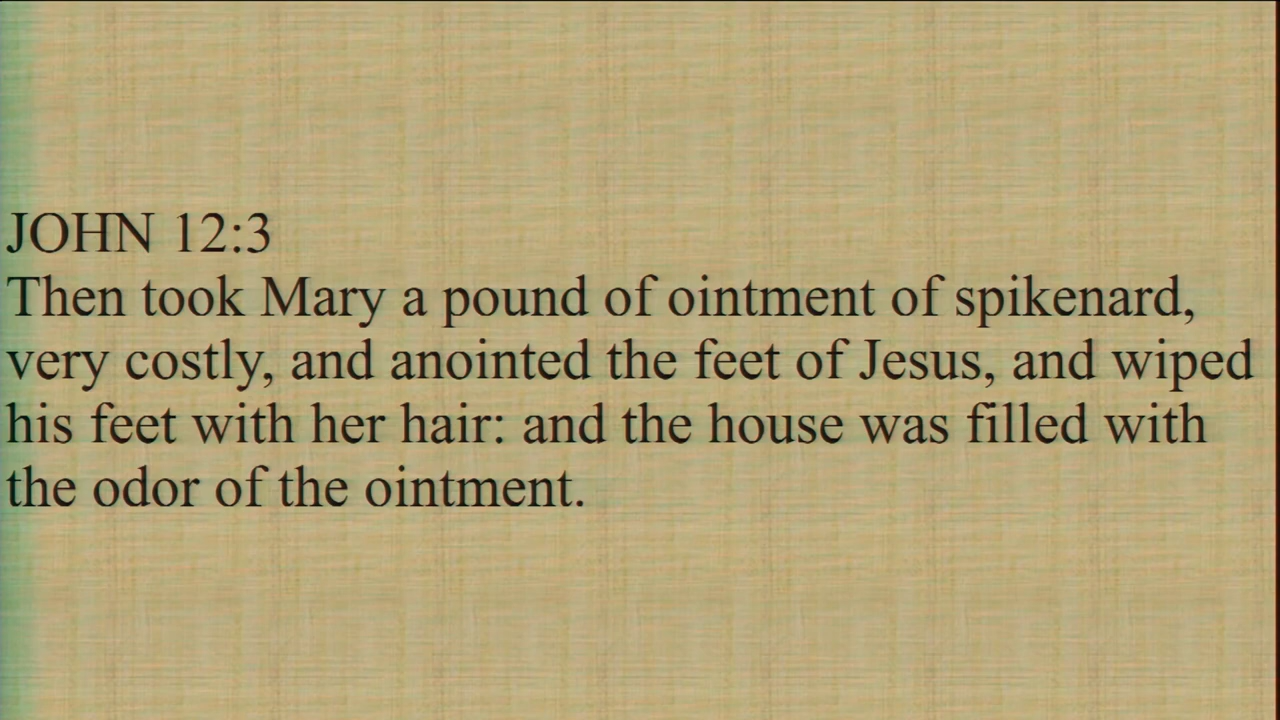 JOHN 12:3
Then took Mary a pound of ointment of spikenard,
very costly, and anointed the feet of Jesus, and wiped
his feet with her hair: and the house was filled with
the odor of the ointment.